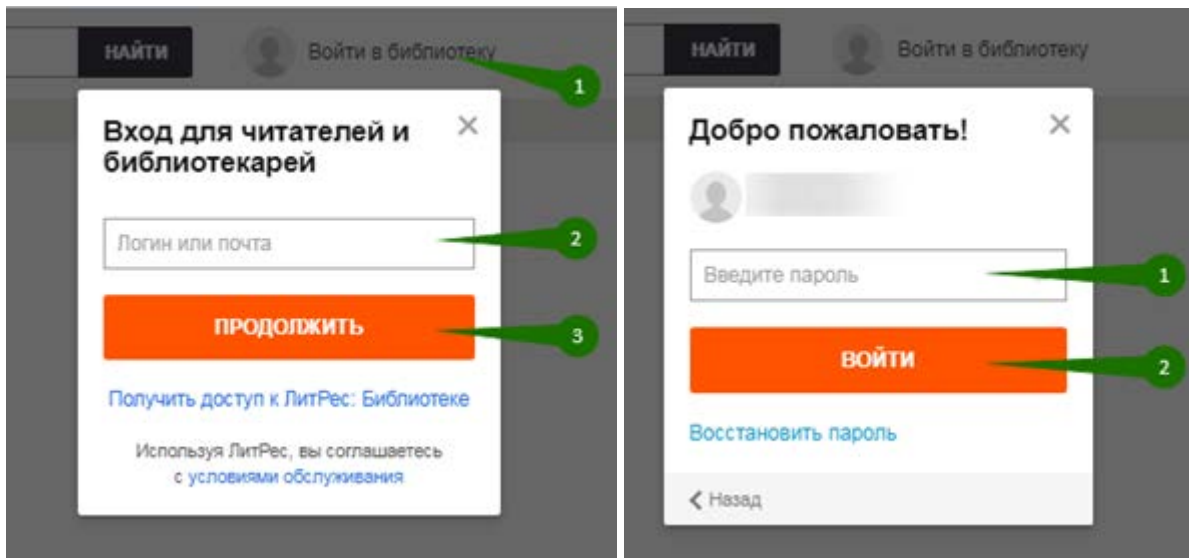 НАЙТИ
Войти в библиотеку
1
Вход для читателей и
библиотекарей
Логин или почта
2
ПРОДОЛЖИТЬ
3
Получить доступ к ЛитРес: Библиотеке
Используя ЛитРес, вы соглашаетесь
с условиями обслуживания
НАЙТИ
Войти в библиотеку
Добро пожаловать!
Введите пароль
1
ВОЙТИ
2
Восстановить пароль
Назад